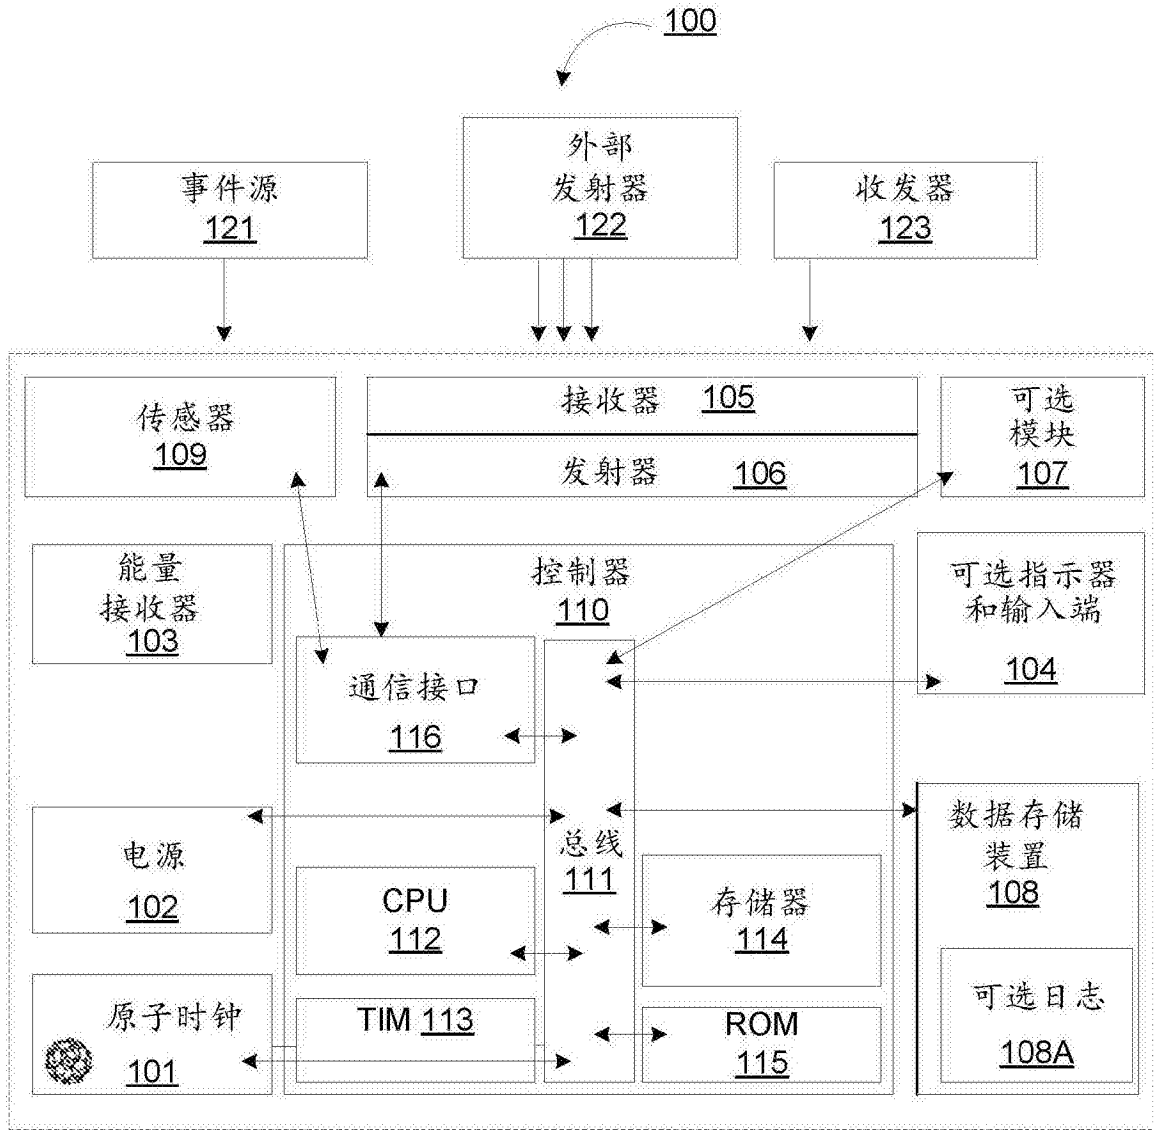 100
外部
发射器
122
事件源
121
收发器
123
传感器
109
接收器 105
发射器 106
可选
模块
107
能量
接收器
103
控制器
110
可选指示器
和输入端
104
通信接口
116
电源
102
总线
111
数据存储
装置
108
CPU
112
存储器
114
可选日志
108A
原子时钟
101
TIM 113
ROM
115